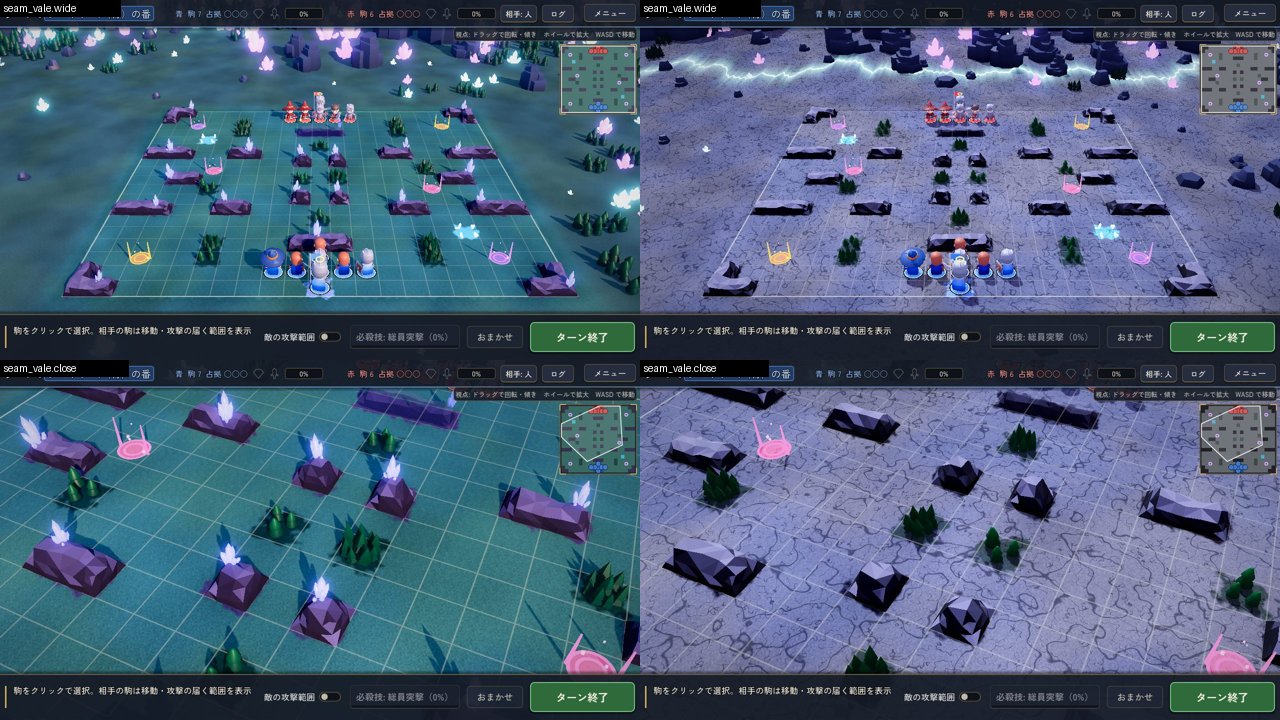 seam_vale.wide
の番
青 駒 7 占拠 ○○○
0%
赤 駒 6 占拠 ○○○
0%
相手: 人
ログ
メニュー
視点: ドラッグで回転・傾き ホイールで拡大 WASD で移動
駒をクリックで選択。相手の駒は移動・攻撃の届く範囲を表示
敵の攻撃範囲
必殺技: 総員突撃 (0%)
おまかせ
ターン終了
seam_vale.wide
の番
青 駒 7 占拠 ○○○
0%
赤 駒 6 占拠 ○○○
0%
相手: 人
ログ
メニュー
視点: ドラッグで回転・傾き ホイールで拡大 WASD で移動
駒をクリックで選択。相手の駒は移動・攻撃の届く範囲を表示
敵の攻撃範囲
必殺技: 総員突撃 (0%)
おまかせ
ターン終了
seam_vale.close
の番
青 駒 7 占拠 ○○○
0%
赤 駒 6 占拠 ○○○
0%
相手: 人
ログ
メニュー
視点: ドラッグで回転・傾き ホイールで拡大 WASD で移動
駒をクリックで選択。相手の駒は移動・攻撃の届く範囲を表示
敵の攻撃範囲
必殺技: 総員突撃 (0%)
おまかせ
ターン終了
seam_vale.close
の番
青 駒 7 占拠 ○○○
0%
赤 駒 6 占拠 ○○○
0%
相手: 人
ログ
メニュー
視点: ドラッグで回転・傾き ホイールで拡大 WASD で移動
駒をクリックで選択。相手の駒は移動・攻撃の届く範囲を表示
敵の攻撃範囲
必殺技: 総員突撃 (0%)
おまかせ
ターン終了